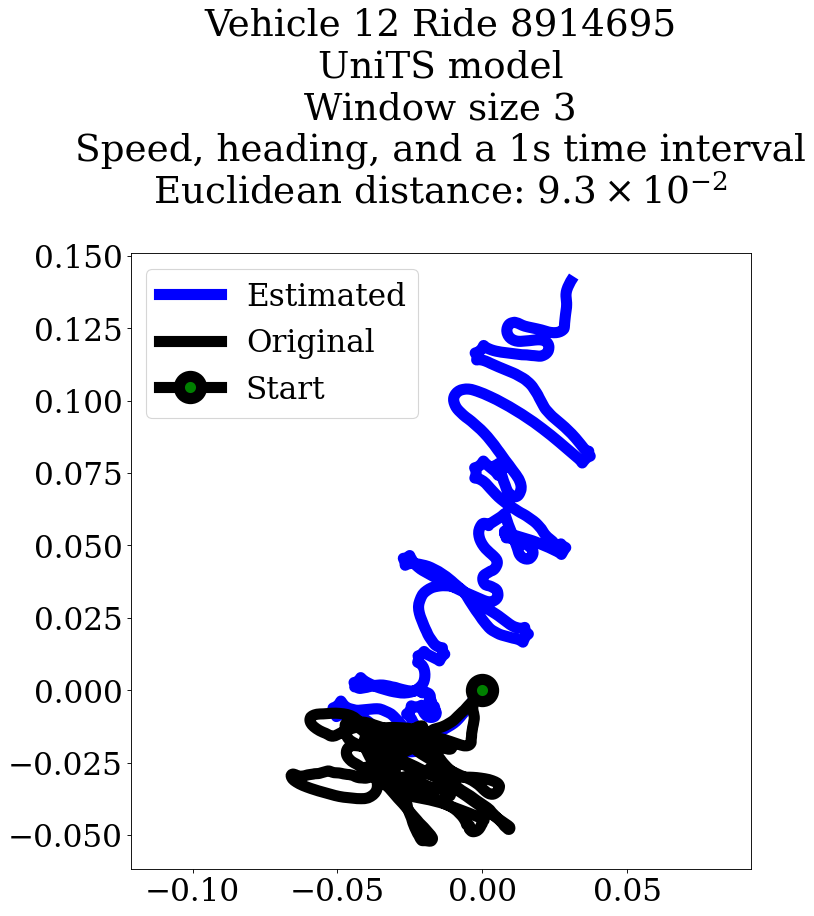 Vehicle 12 Ride 8914695
UniTS model
Window size 3
Speed, heading, and a 1s time interval
Euclidean distance: 9.3 × 10⁻²
Estimated
Original
Start
0.150
0.125
0.100
0.075
0.050
0.025
0.000
−0.025
−0.050
−0.10
−0.05
0.00
0.05